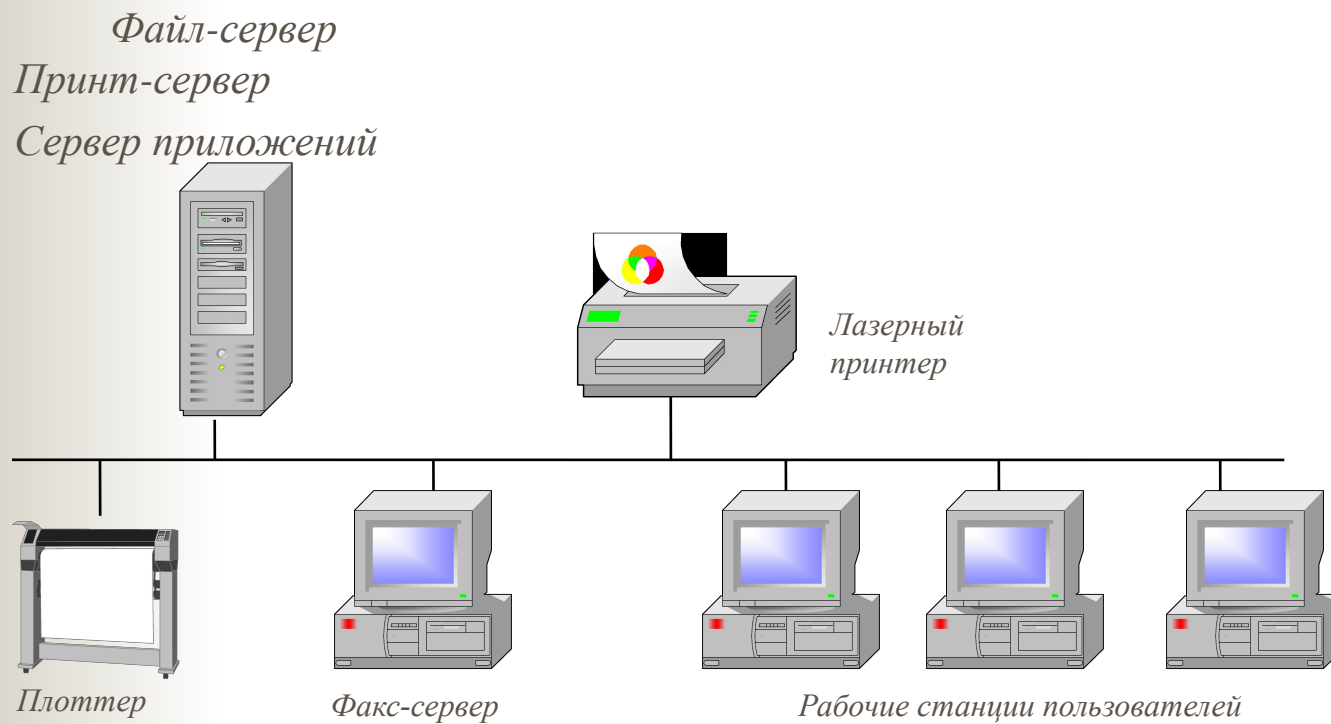 Файл-сервер
Принт-сервер
Сервер приложений
Лазерный
принтер
Плоттер
Факс-сервер
Рабочие станции пользователей